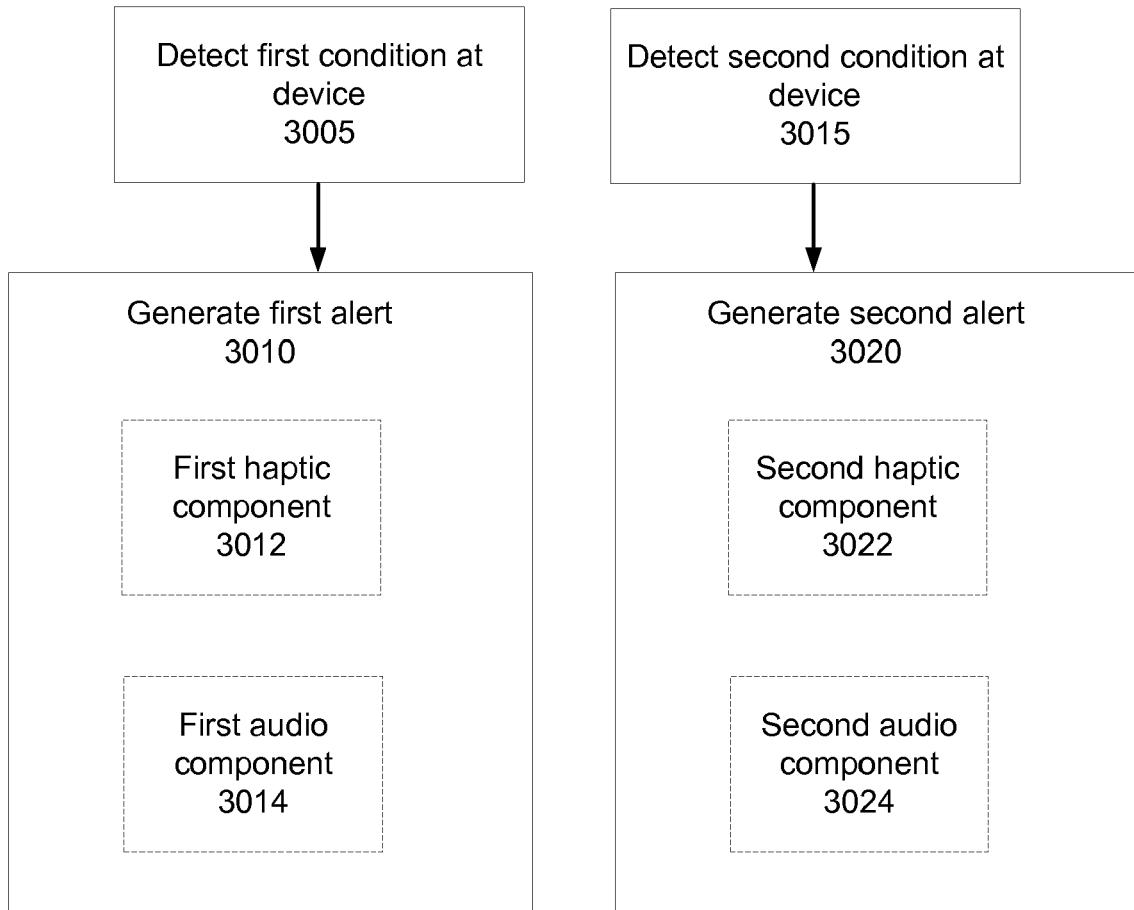 Detect first condition at
device
3005
Detect second condition at
device
3015
Generate first alert
3010
First haptic
component
3012
First audio
component
3014
Generate second alert
3020
Second haptic
component
3022
Second audio
component
3024